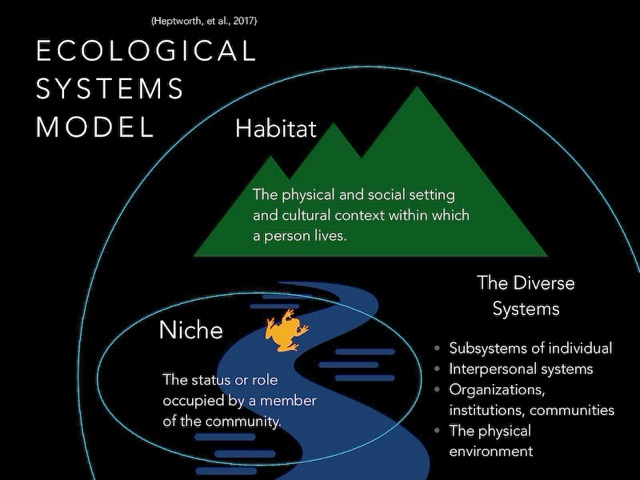 (Heptworth, et al., 2017)
ECOLOGICAL
SYSTEMS
MODEL
Habitat
The physical and social setting
and cultural context within which
a person lives.
Niche
The status or role
occupied by a member
of the community.
The Diverse
Systems
• Subsystems of individual
• Interpersonal systems
• Organizations,
institutions, communities
• The physical
environment